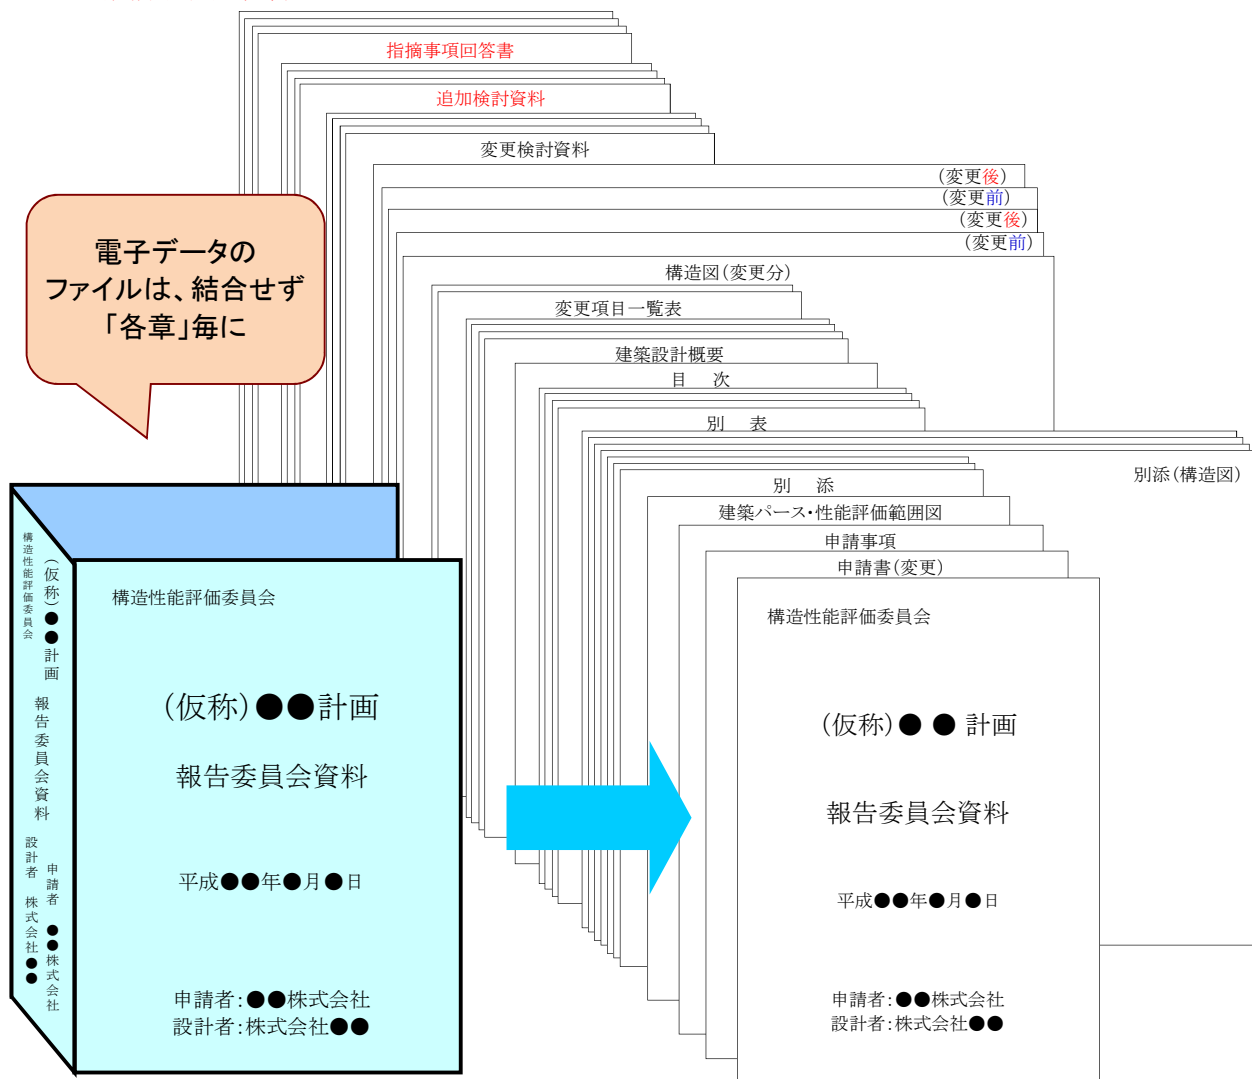 指摘事項回答書
追加検討資料
変更検討資料
(変更後)
(変更前)
(変更後)
(変更前)
構造図(変更分)
変更項目一覧表
建築設計概要
目　次
別　表
別添(構造図)
別　添
建築パース・性能評価範囲図
申請事項
申請書(変更)
電子データの
ファイルは、結合せず
「各章」毎に
構造性能評価委員会
(仮称)●●計画　報告委員会資料
申請者　●●株式会社
設計者　株式会社●●
構造性能評価委員会
(仮称)●●計画
報告委員会資料
平成●●年●月●日
申請者:●●株式会社
設計者:株式会社●●
構造性能評価委員会
(仮称)● ● 計画
報告委員会資料
平成●●年●月●日
申請者:●●株式会社
設計者:株式会社●●